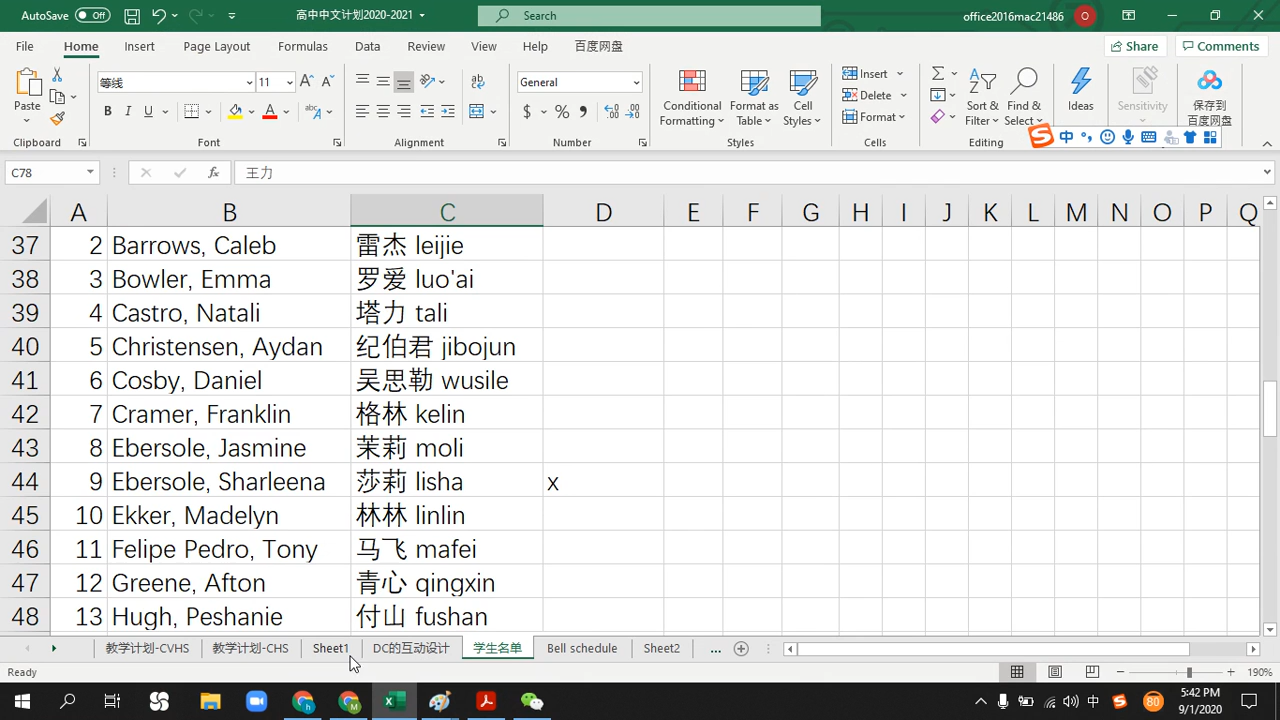 AutoSave Off 高中中文计划2020-2021 Search office2016mac21486 O
File Home Insert Page Layout Formulas Data Review View Help 百度网盘 Share Comments
Paste 等线 11 A A General Conditional Formatting Format as Table Cell Styles Insert Delete Format Sort & Filter Find & Select Ideas Sensitivity 保存到 百度网盘
B I U A $ % 中
Clipboard Font Alignment Number Styles Cells Editing
C78 fx 王力
A B C D E F G H I J K L M N O P Q
37 2 Barrows, Caleb 雷杰 leijie
38 3 Bowler, Emma 罗爱 luo'ai
39 4 Castro, Natali 塔力 tali
40 5 Christensen, Aydan 纪伯君 jibojun
41 6 Cosby, Daniel 吴思勒 wusile
42 7 Cramer, Franklin 格林 kelin
43 8 Ebersole, Jasmine 茉莉 moli
44 9 Ebersole, Sharleena 莎莉 lisha x
45 10 Ekker, Madelyn 林林 linlin
46 11 Felipe Pedro, Tony 马飞 mafei
47 12 Greene, Afton 青心 qingxin
48 13 Hugh, Peshanie 付山 fushan
教学计划-CVHS 教学计划-CHS Sheet1 DC的互动设计 学生名单 Bell schedule Sheet2 ...
Ready 190%
中 80 5:42 PM
9/1/2020